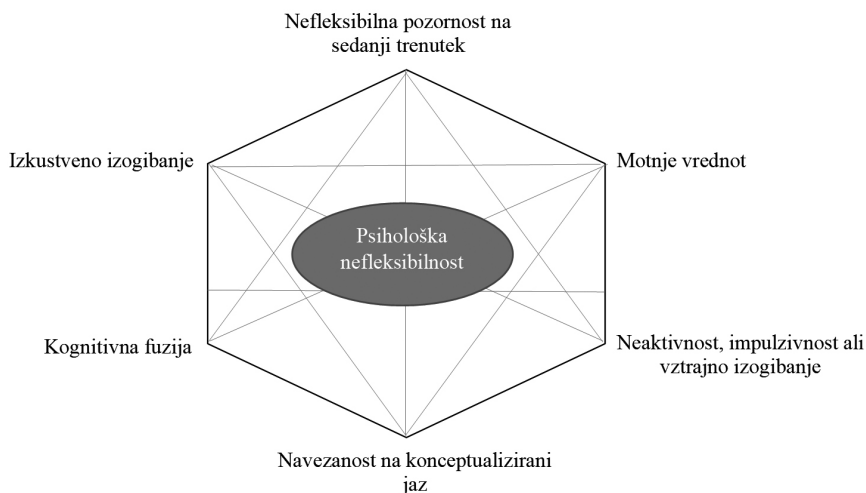 Nefleksibilna pozornost na
sedanji trenutek
Izkustveno izogibanje
Motnje vrednot
Psihološka
nefleksibilnost
Kognitivna fuzija
Neaktivnost, impulzivnost ali
vztrajno izogibanje
Navezanost na konceptualizirani
jaz